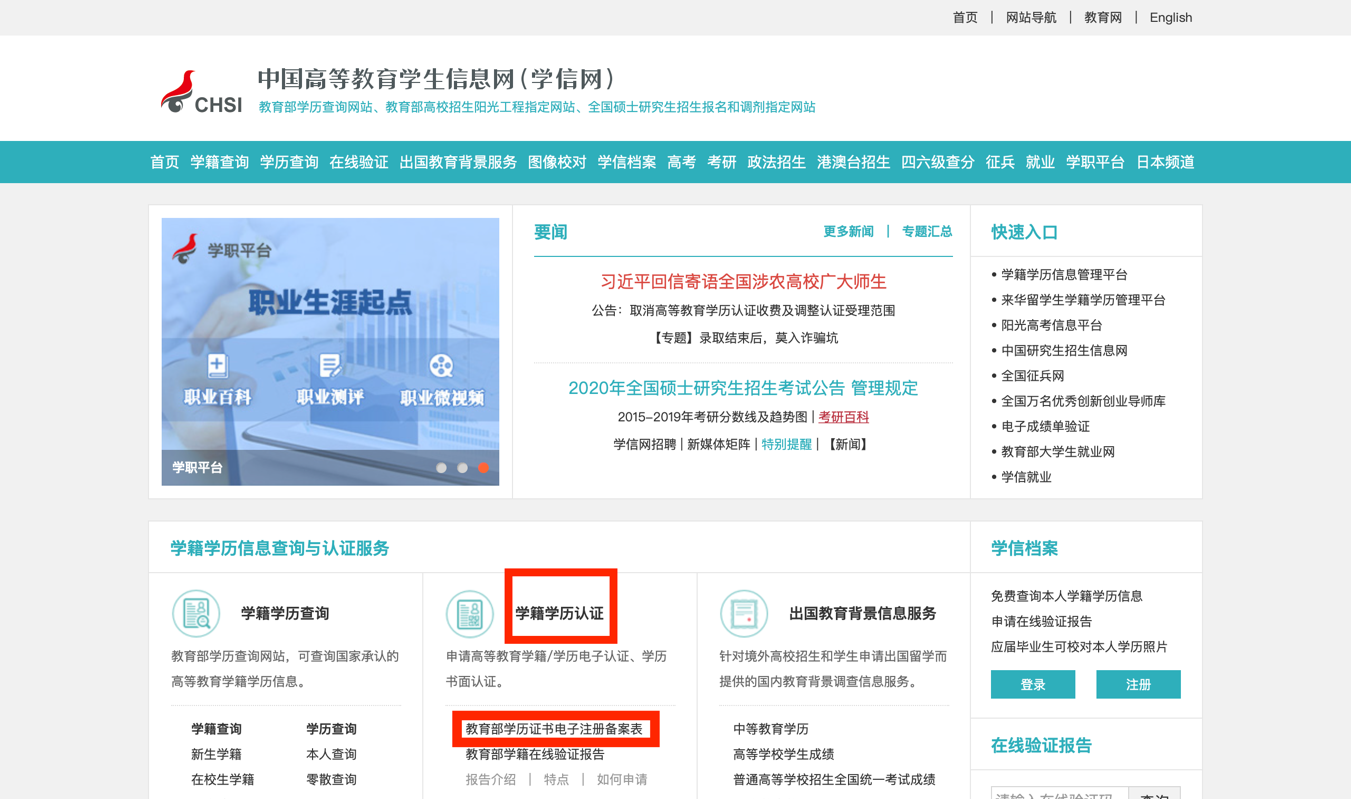 首页 | 网站导航 | 教育网 | English
CHSI
中国高等教育学生信息网(学信网)
教育部学历查询网站、教育部高校招生阳光工程指定网站、全国硕士研究生招生报名和调剂指定网站
首页 学籍查询 学历查询 在线验证 出国教育背景服务 图像校对 学信档案 高考 考研 政法招生 港澳台招生 四六级查分 征兵 就业 学职平台 日本频道
学职平台
职业生涯起点
职业百科 职业测评 职业微视频
学职平台
要闻
更多新闻 | 专题汇总
习近平回信寄语全国涉农高校广大师生
公告：取消高等教育学历认证收费及调整认证受理范围
【专题】录取结束后，莫入诈骗坑
2020年全国硕士研究生招生考试公告 管理规定
2015-2019年考研分数线及趋势图 | 考研百科
学信网招聘 | 新媒体矩阵 | 特别提醒 | 【新闻】
快速入口
• 学籍学历信息管理平台
• 来华留学生学籍学历管理平台
• 阳光高考信息平台
• 中国研究生招生信息网
• 全国征兵网
• 全国万名优秀创新创业导师库
• 电子成绩单验证
• 教育部大学生就业网
• 学信就业
学籍学历信息查询与认证服务
学籍学历查询
教育部学历查询网站，可查询国家承认的
高等教育学籍学历信息。
学籍查询 学历查询
新生学籍 本人查询
在校生学籍 零散查询
学籍学历认证
申请高等教育学籍/学历电子认证、学历
书面认证。
教育部学历证书电子注册备案表
教育部学籍在线验证报告
报告介绍 | 特点 | 如何申请
出国教育背景信息服务
针对境外高校招生和学生申请出国留学而
提供的国内教育背景调查信息服务。
中等教育学历
高等学校学生成绩
普通高等学校招生全国统一考试成绩
学信档案
免费查询本人学籍学历信息
申请在线验证报告
应届毕业生可校对本人学历照片
登录 注册
在线验证报告
请输入在线验证码 查询